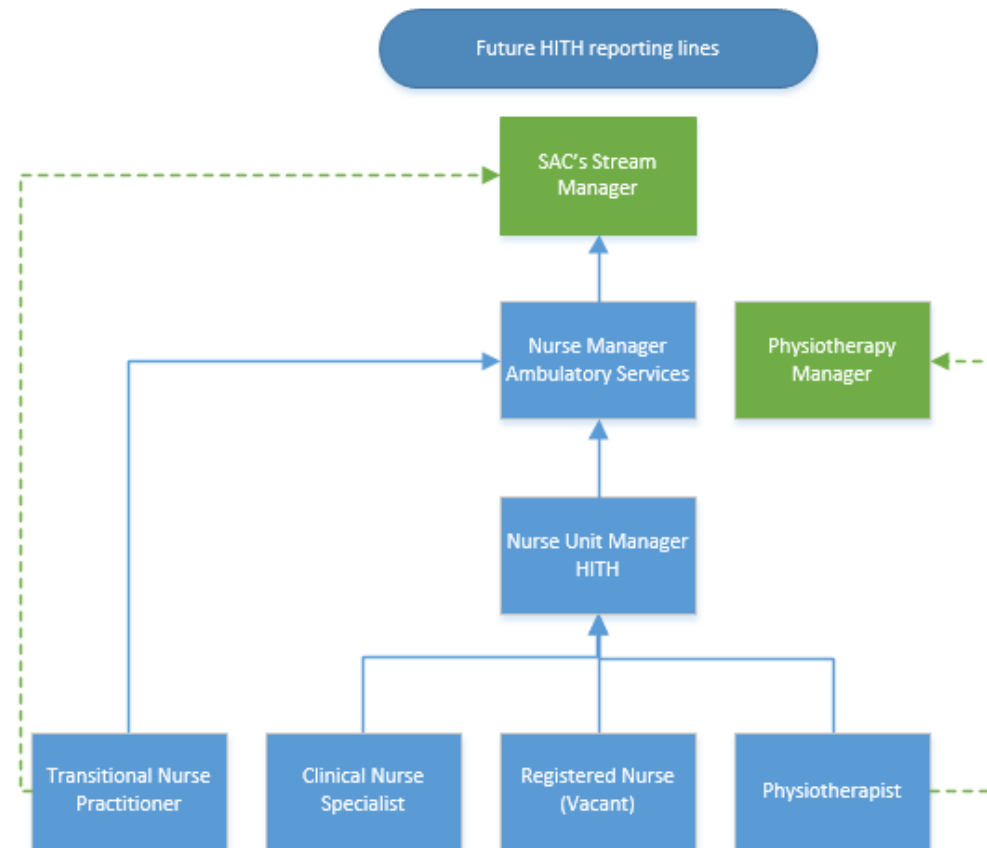 Future HITH reporting lines
SAC's Stream
Manager
Nurse Manager
Ambulatory Services
Physiotherapy
Manager
Nurse Unit Manager
HITH
Transitional Nurse
Practitioner
Clinical Nurse
Specialist
Registered Nurse
(Vacant)
Physiotherapist